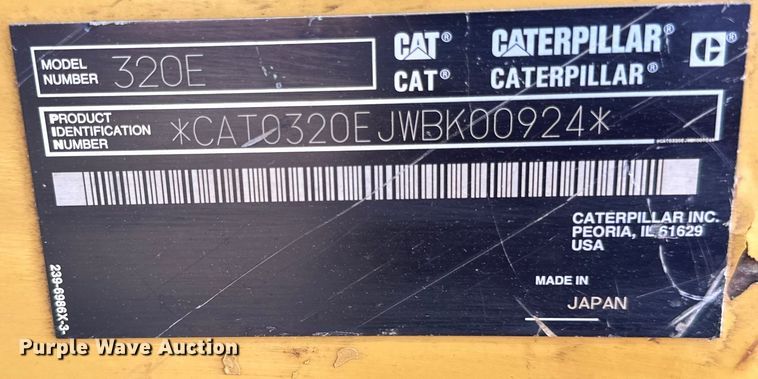 MODEL NUMBER 320E
CAT® CATERPILLAR®
CAT® CATERPILLAR®
PRODUCT IDENTIFICATION NUMBER *CAT0320EJWBK00924*
*CAT0320EJWBK00924*
CATERPILLAR INC.
PEORIA, IL 61629
USA
MADE IN
JAPAN
239-6986X-3-
Purple Wave Auction